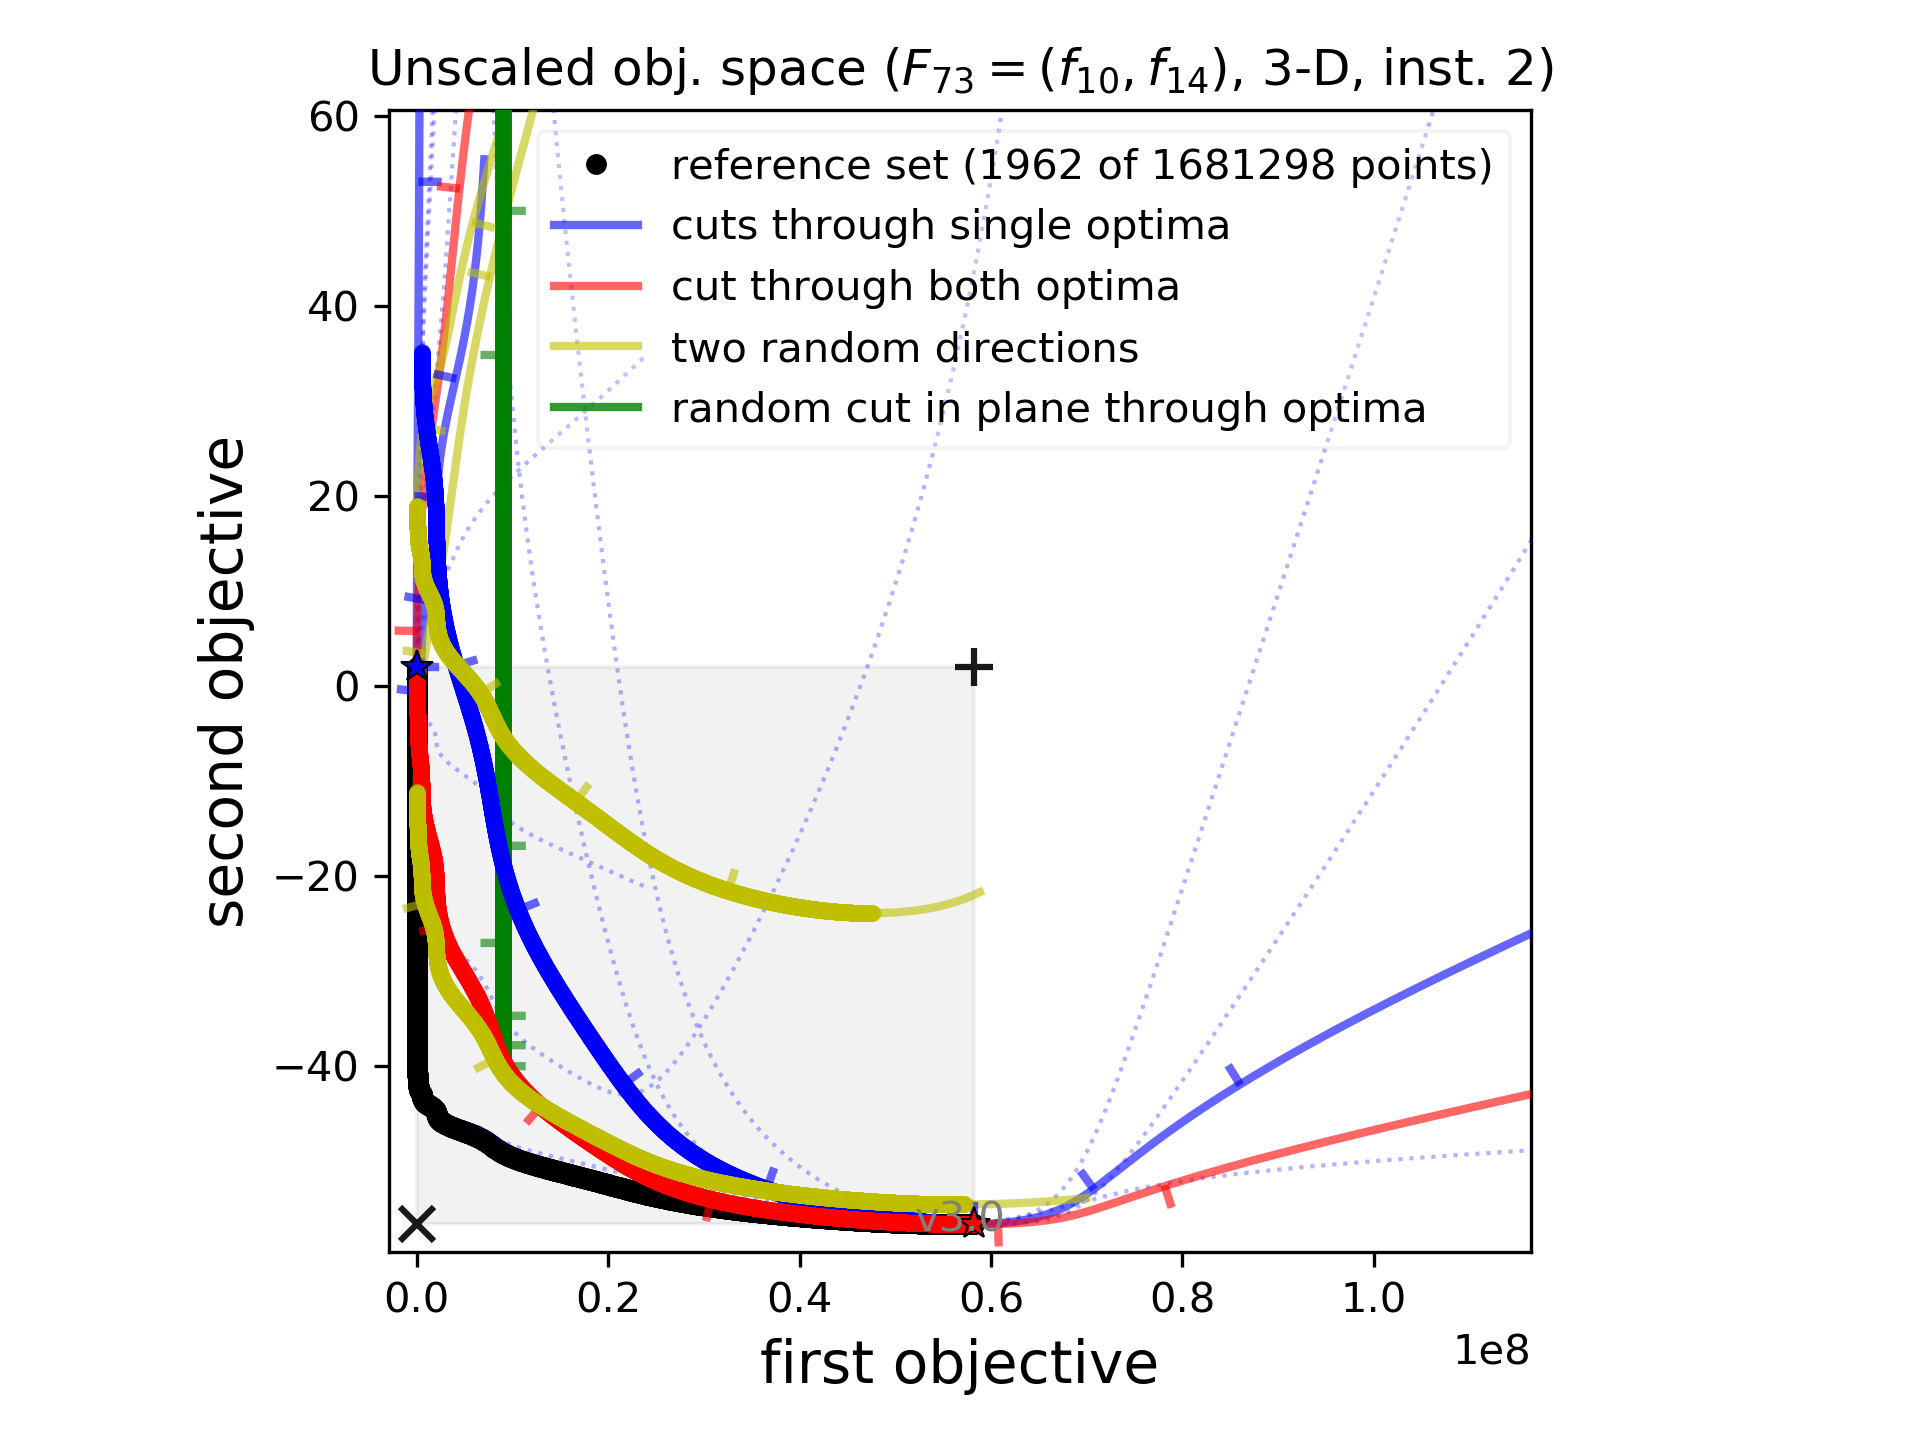 Unscaled obj. space (F73 = (f10, f14), 3-D, inst. 2)
60
40
20
0
−20
−40
second objective
reference set (1962 of 1681298 points)
cuts through single optima
cut through both optima
two random directions
random cut in plane through optima
v3.0
0.0 0.2 0.4 0.6 0.8 1.0
1e8
first objective